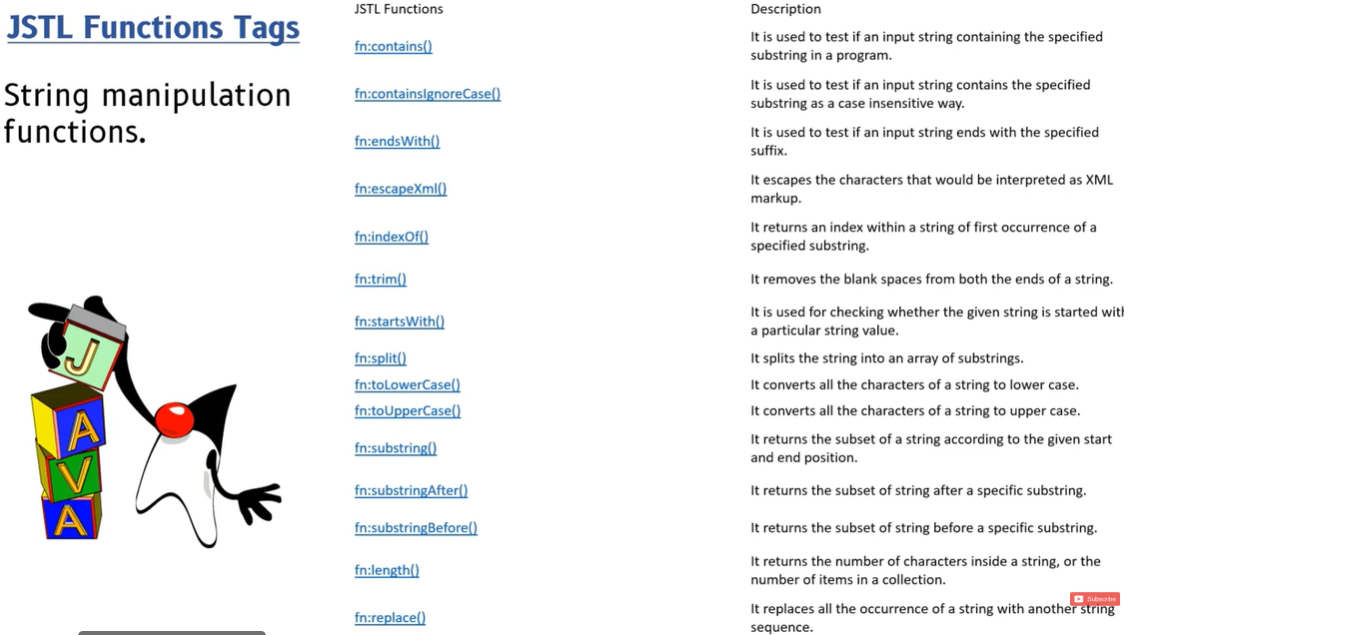 JSTL Functions Tags
String manipulation
functions.
J
A
V
A
JSTL Functions Description
fn:contains() It is used to test if an input string containing the specified
substring in a program.
fn:containsIgnoreCase() It is used to test if an input string contains the specified
substring as a case insensitive way.
fn:endsWith() It is used to test if an input string ends with the specified
suffix.
fn:escapeXml() It escapes the characters that would be interpreted as XML
markup.
fn:indexOf() It returns an index within a string of first occurrence of a
specified substring.
fn:trim() It removes the blank spaces from both the ends of a string.
fn:startsWith() It is used for checking whether the given string is started with
a particular string value.
fn:split() It splits the string into an array of substrings.
fn:toLowerCase() It converts all the characters of a string to lower case.
fn:toUpperCase() It converts all the characters of a string to upper case.
fn:substring() It returns the subset of a string according to the given start
and end position.
fn:substringAfter() It returns the subset of string after a specific substring.
fn:substringBefore() It returns the subset of string before a specific substring.
fn:length() It returns the number of characters inside a string, or the
number of items in a collection.
Subscribe
fn:replace() It replaces all the occurrence of a string with another string
sequence.